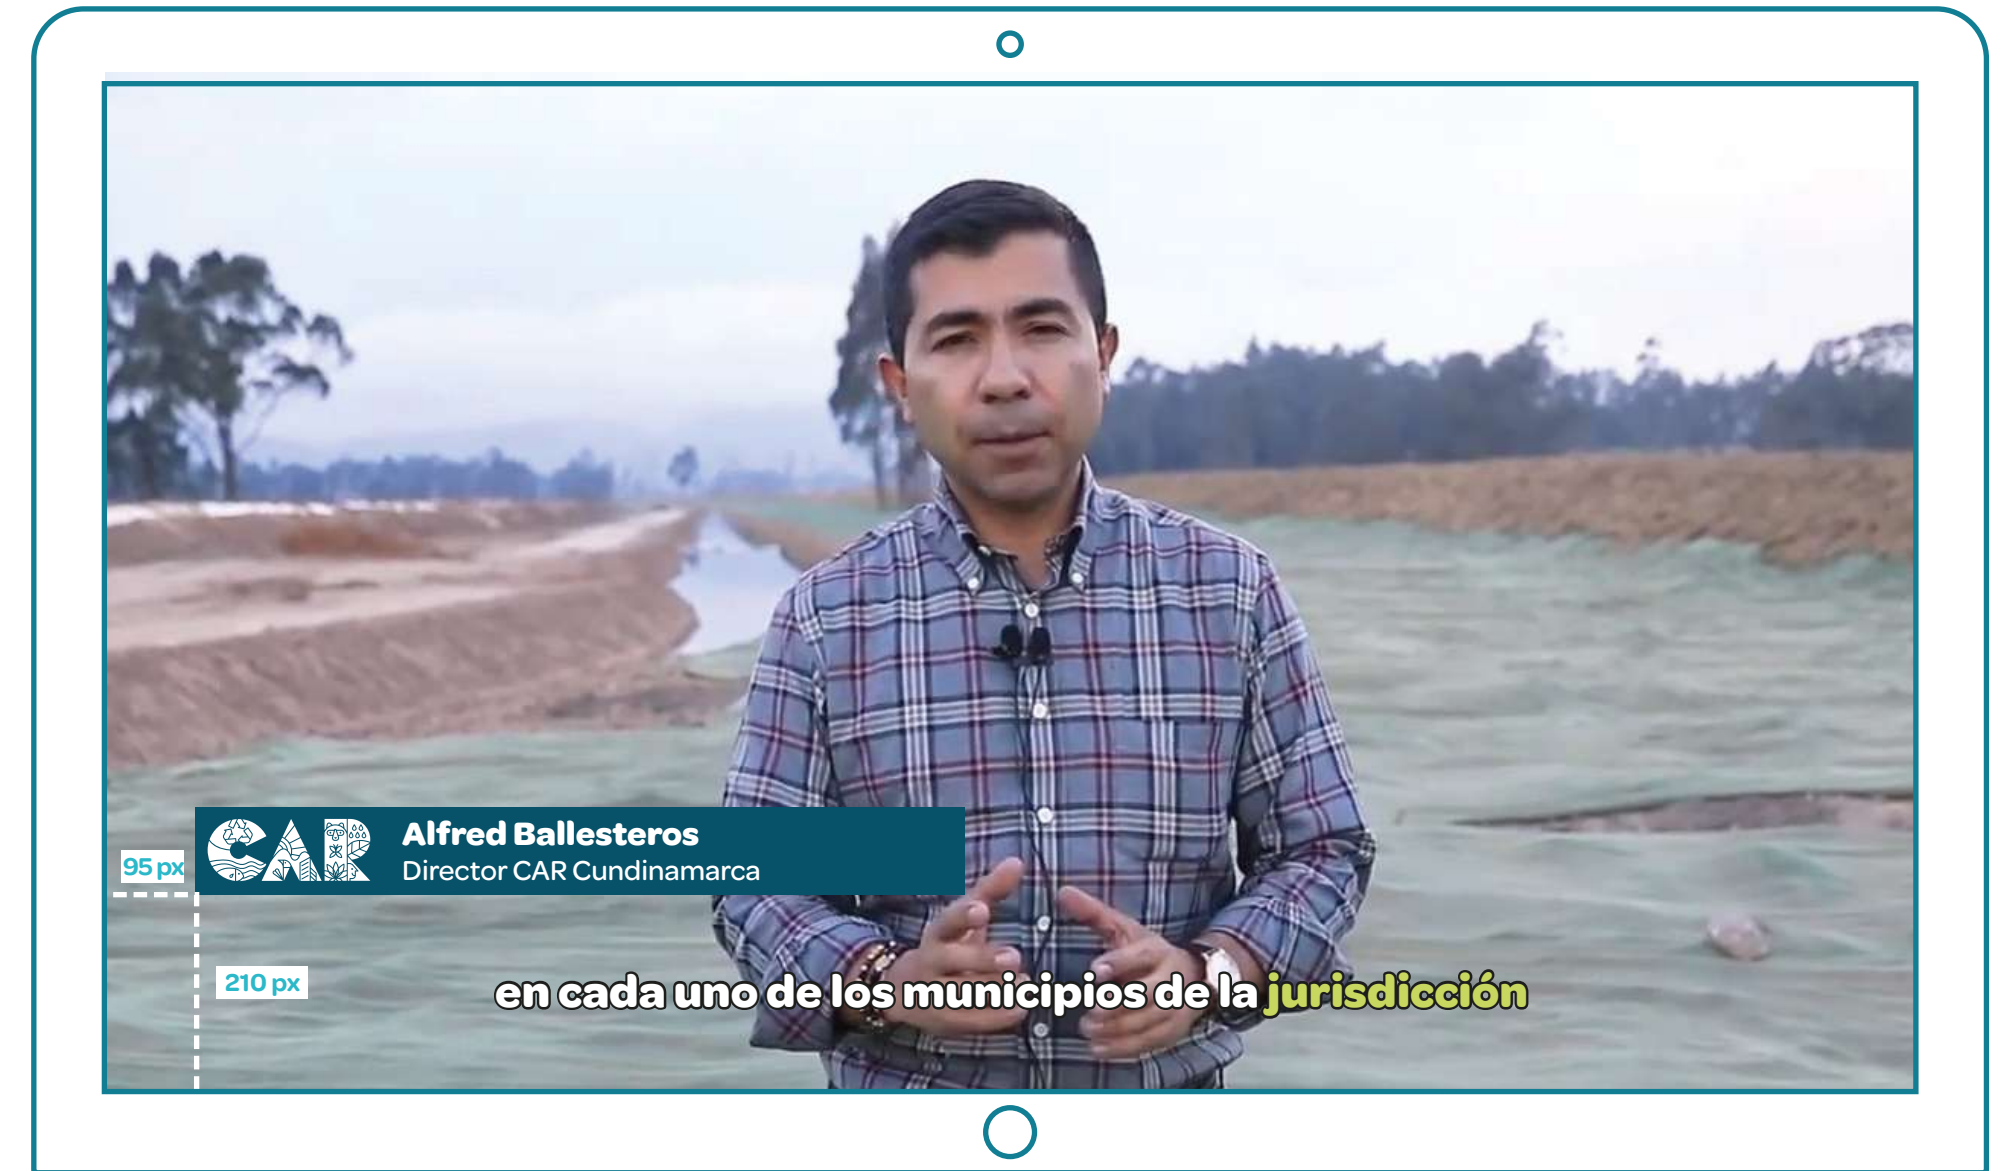 CAR
Alfred Ballesteros
Director CAR Cundinamarca
95 px
210 px
en cada uno de los municipios de la jurisdicción